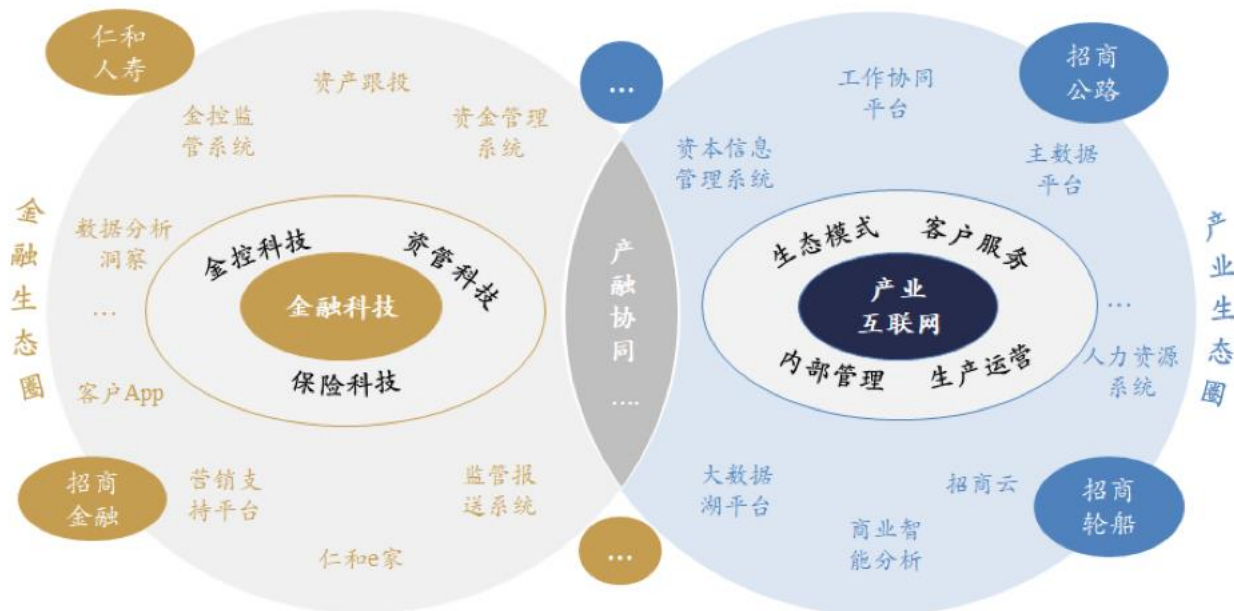 仁和
人寿
资产跟投
金控监
管系统
资金管理
系统
数据分析
洞察
金融生态圈
金控科技
资管科技
金融科技
保险科技
...
客户App
招商
金融
营销支
持平台
监管报
送系统
仁和e家
...
产融协同
....
...
工作协同
平台
招商
公路
资本信息
管理系统
主数据
平台
生态模式
客户服务
产业
互联网
内部管理
生产运营
...
人力资源
系统
产业生态圈
大数据
湖平台
招商云
商业智
能分析
招商
轮船